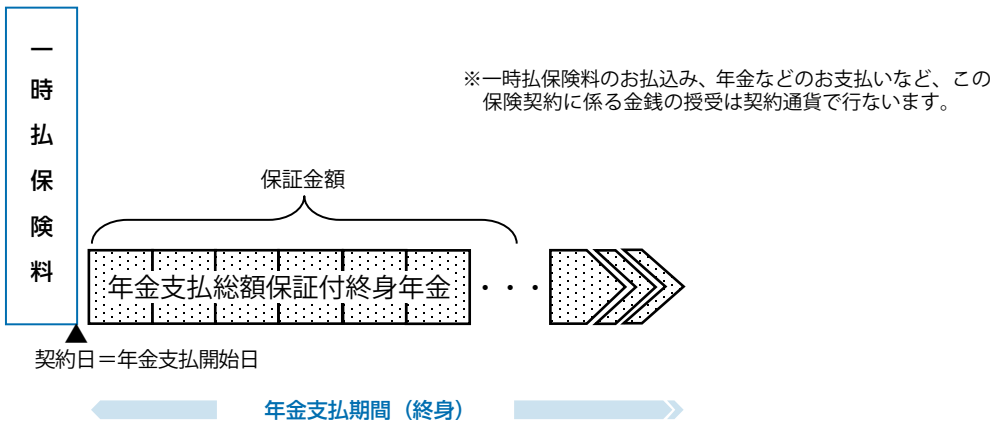 一時払保険料
※一時払保険料のお払込み、年金などのお支払いなど、この
保険契約に係る金銭の授受は契約通貨で行ないます。
保証金額
年金支払総額保証付終身年金
・・・
契約日＝年金支払開始日
年金支払期間（終身）